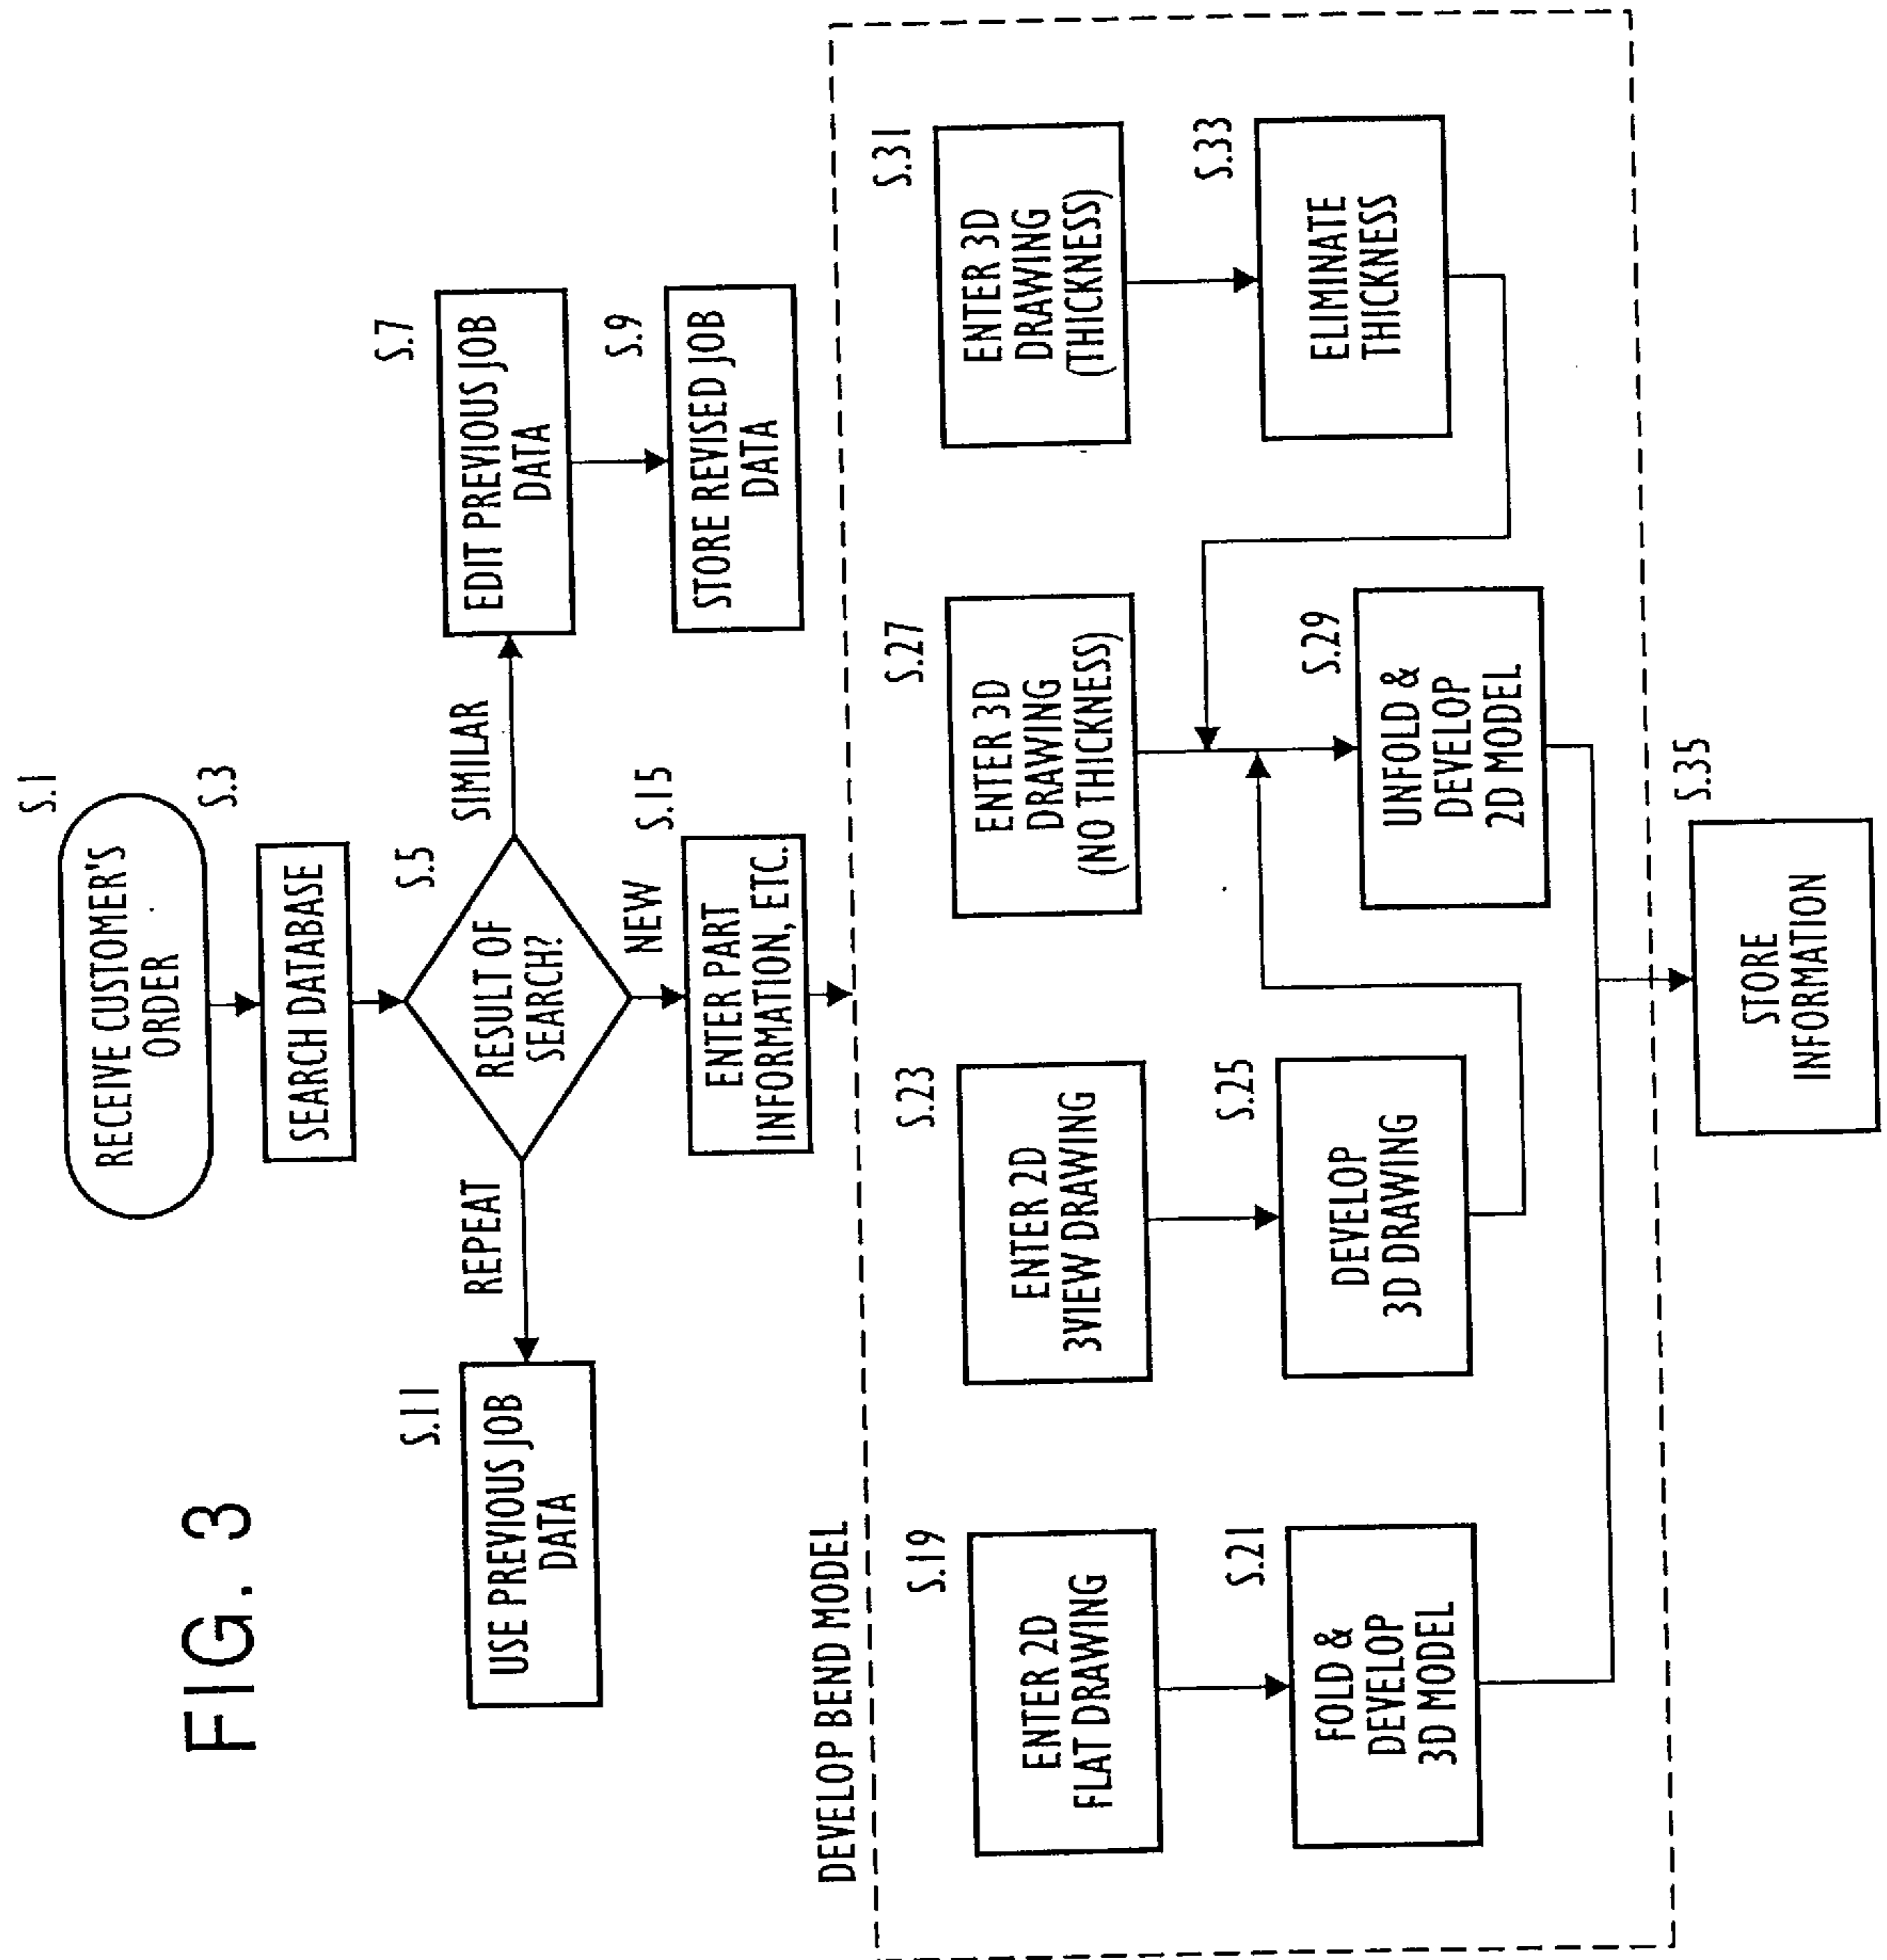 FIG. 3
S.1
RECEIVE CUSTOMER'S
ORDER
S.3
SEARCH DATABASE
S.5
RESULT OF
SEARCH?
REPEAT
SIMILAR
NEW
S.11
USE PREVIOUS JOB
DATA
S.7
EDIT PREVIOUS JOB
DATA
S.9
STORE REVISED JOB
DATA
S.15
ENTER PART
INFORMATION, ETC.
DEVELOP BEND MODEL
S.19
ENTER 2D
FLAT DRAWING
S.21
FOLD &
DEVELOP
3D MODEL
S.23
ENTER 2D
3VIEW DRAWING
S.25
DEVELOP
3D DRAWING
S.27
ENTER 3D
DRAWING
(NO THICKNESS)
S.29
UNFOLD &
DEVELOP
2D MODEL
S.31
ENTER 3D
DRAWING
(THICKNESS)
S.33
ELIMINATE
THICKNESS
S.35
STORE
INFORMATION